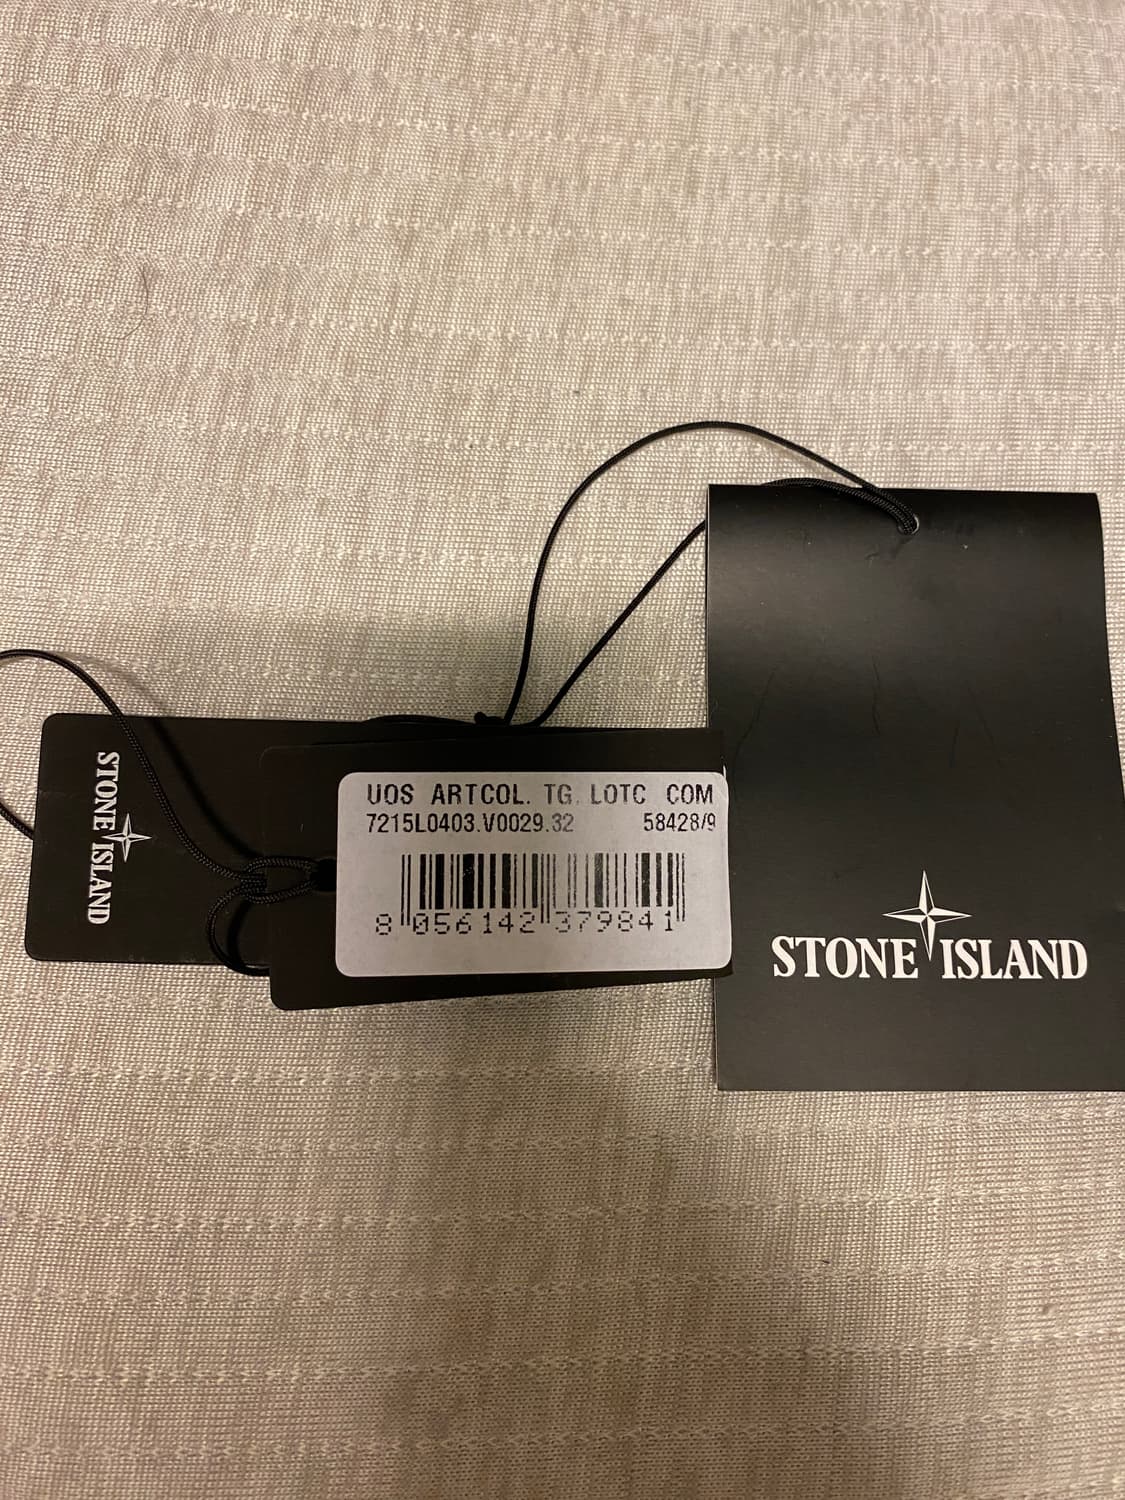 STONE ISLAND
UOS ARTCOL. TG. LOTC COM
7215L0403.V0029.32 58428/9
8 056142 379841
STONE ISLAND